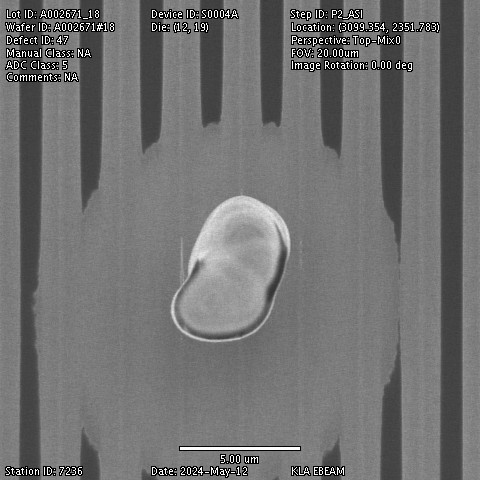 Lot ID: A002671_18
Wafer ID: A002671#18
Defect ID: 47
Manual Class: NA
ADC Class: 5
Comments: NA
Device ID: S0004A
Die: (12, 19)
Step ID: P2_ASI
Location: (3099.354, 2351.783)
Perspective: Top-Mix0
FOV: 20.00um
Image Rotation: 0.00 deg
5.00 um
Station ID: 7236
Date: 2024-May-12
KLA EBEAM